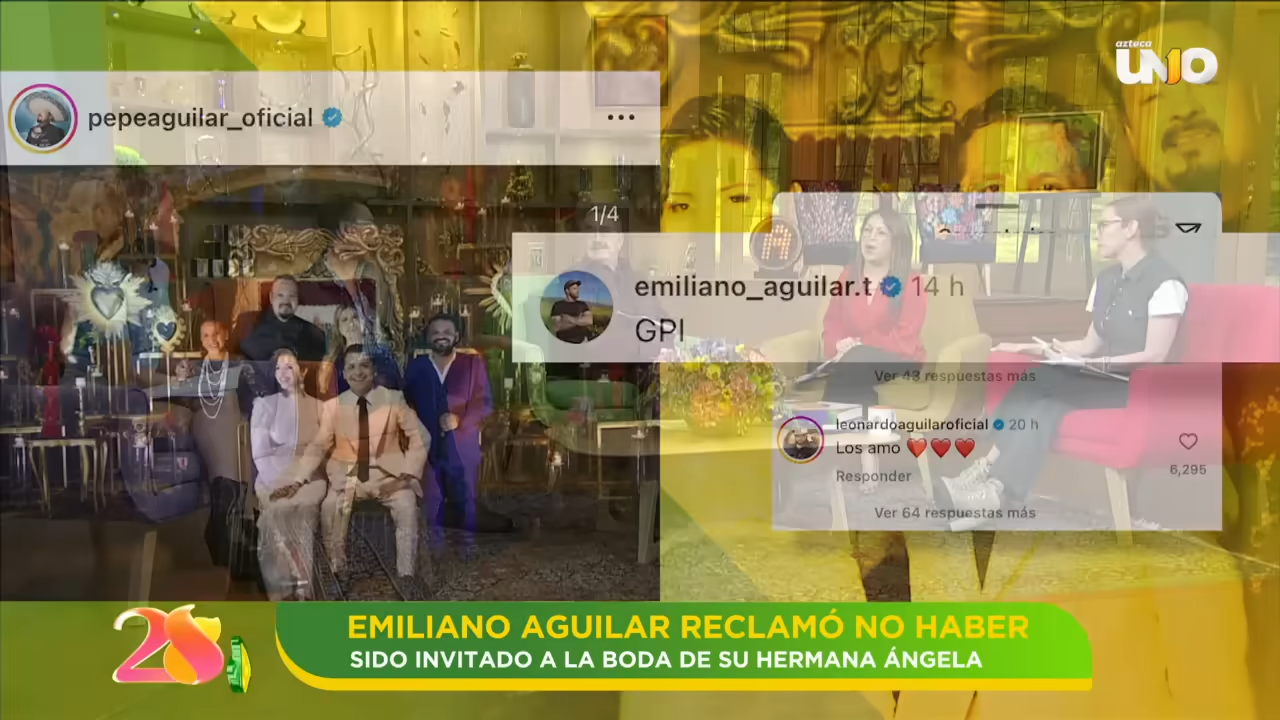 azteca
UNO
pepeaguilar_oficial
1/4
emiliano_aguilar.t 14 h
GPI
Ver 43 respuestas más
leonardoaguilaroficial 20 h
Los amo ❤️❤️❤️
6,295
Responder
Ver 64 respuestas más
EMILIANO AGUILAR RECLAMÓ NO HABER
SIDO INVITADO A LA BODA DE SU HERMANA ÁNGELA